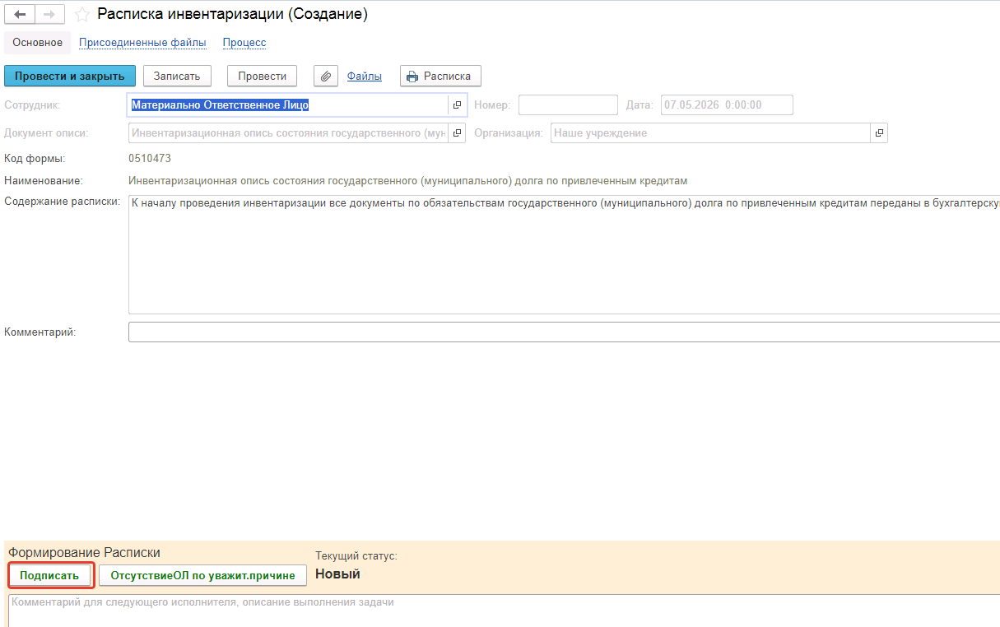 Расписка инвентаризации (Создание)
Основное Присоединенные файлы Процесс
Провести и закрыть Записать Провести Файлы Расписка
Сотрудник: Материально Ответственное Лицо Номер: Дата: 07.05.2026 0:00:00
Документ описи: Инвентаризационная опись состояния государственного (мун Организация: Наше учреждение
Код формы: 0510473
Наименование: Инвентаризационная опись состояния государственного (муниципального) долга по привлеченным кредитам
Содержание расписки: К началу проведения инвентаризации все документы по обязательствам государственного (муниципального) долга по привлеченным кредитам переданы в бухгалтерску
Комментарий:
Формирование Расписки
Текущий статус:
Подписать ОтсутствиеОЛ по уважит.причине Новый
Комментарий для следующего исполнителя, описание выполнения задачи